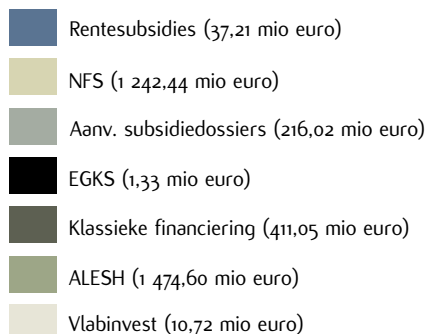 Rentesubsidies (37,21 mio euro)
NFS (1 242,44 mio euro)
Aanv. subsidiedossiers (216,02 mio euro)
EGKS (1,33 mio euro)
Klassieke financiering (411,05 mio euro)
ALESH (1 474,60 mio euro)
Vlabinvest (10,72 mio euro)